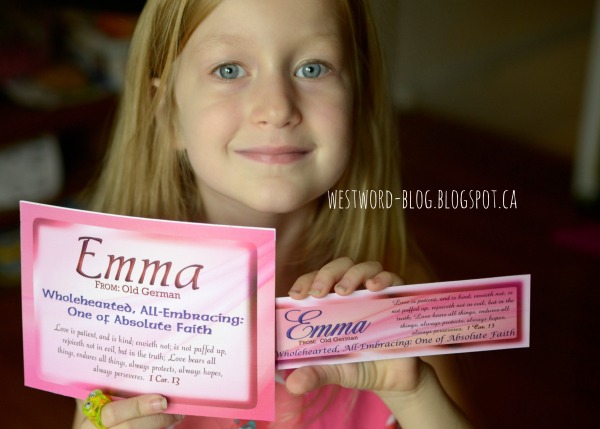 WESTWORD-BLOG.BLOGSPOT.CA
Emma
FROM: Old German
Wholehearted, All-Embracing:
One of Absolute Faith
Love is patient, and is kind; envieth not; is not puffed up,
rejoiceth not in evil, but in the truth; Love bears all
things, endures all things, always protects, always hopes,
always perseveres. 1 Cor. 13
Emma
From: Old German
Love is patient, and is kind; envieth not, is
not puffed up, rejoiceth not in evil, but in the
truth; Love bears all things, endures all
things, always protects, always hopes,
always perseveres. 1 Cor. 13
Wholehearted, All-Embracing: One of Absolute Faith